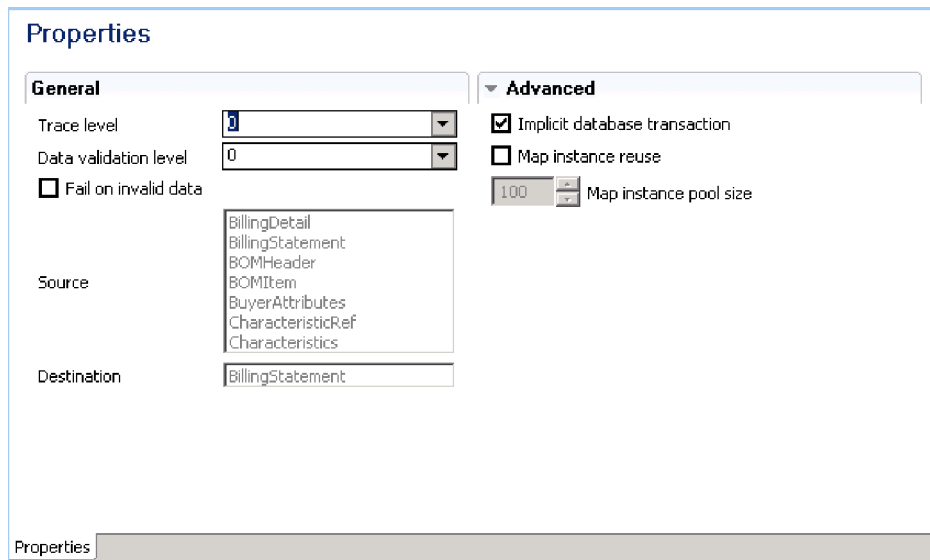 Properties
General
Trace level
0
Data validation level
0
Fail on invalid data
Source
BillingDetail
BillingStatement
BOMHeader
BOMItem
BuyerAttributes
CharacteristicRef
Characteristics
Destination
BillingStatement
Advanced
Implicit database transaction
Map instance reuse
100 Map instance pool size
Properties